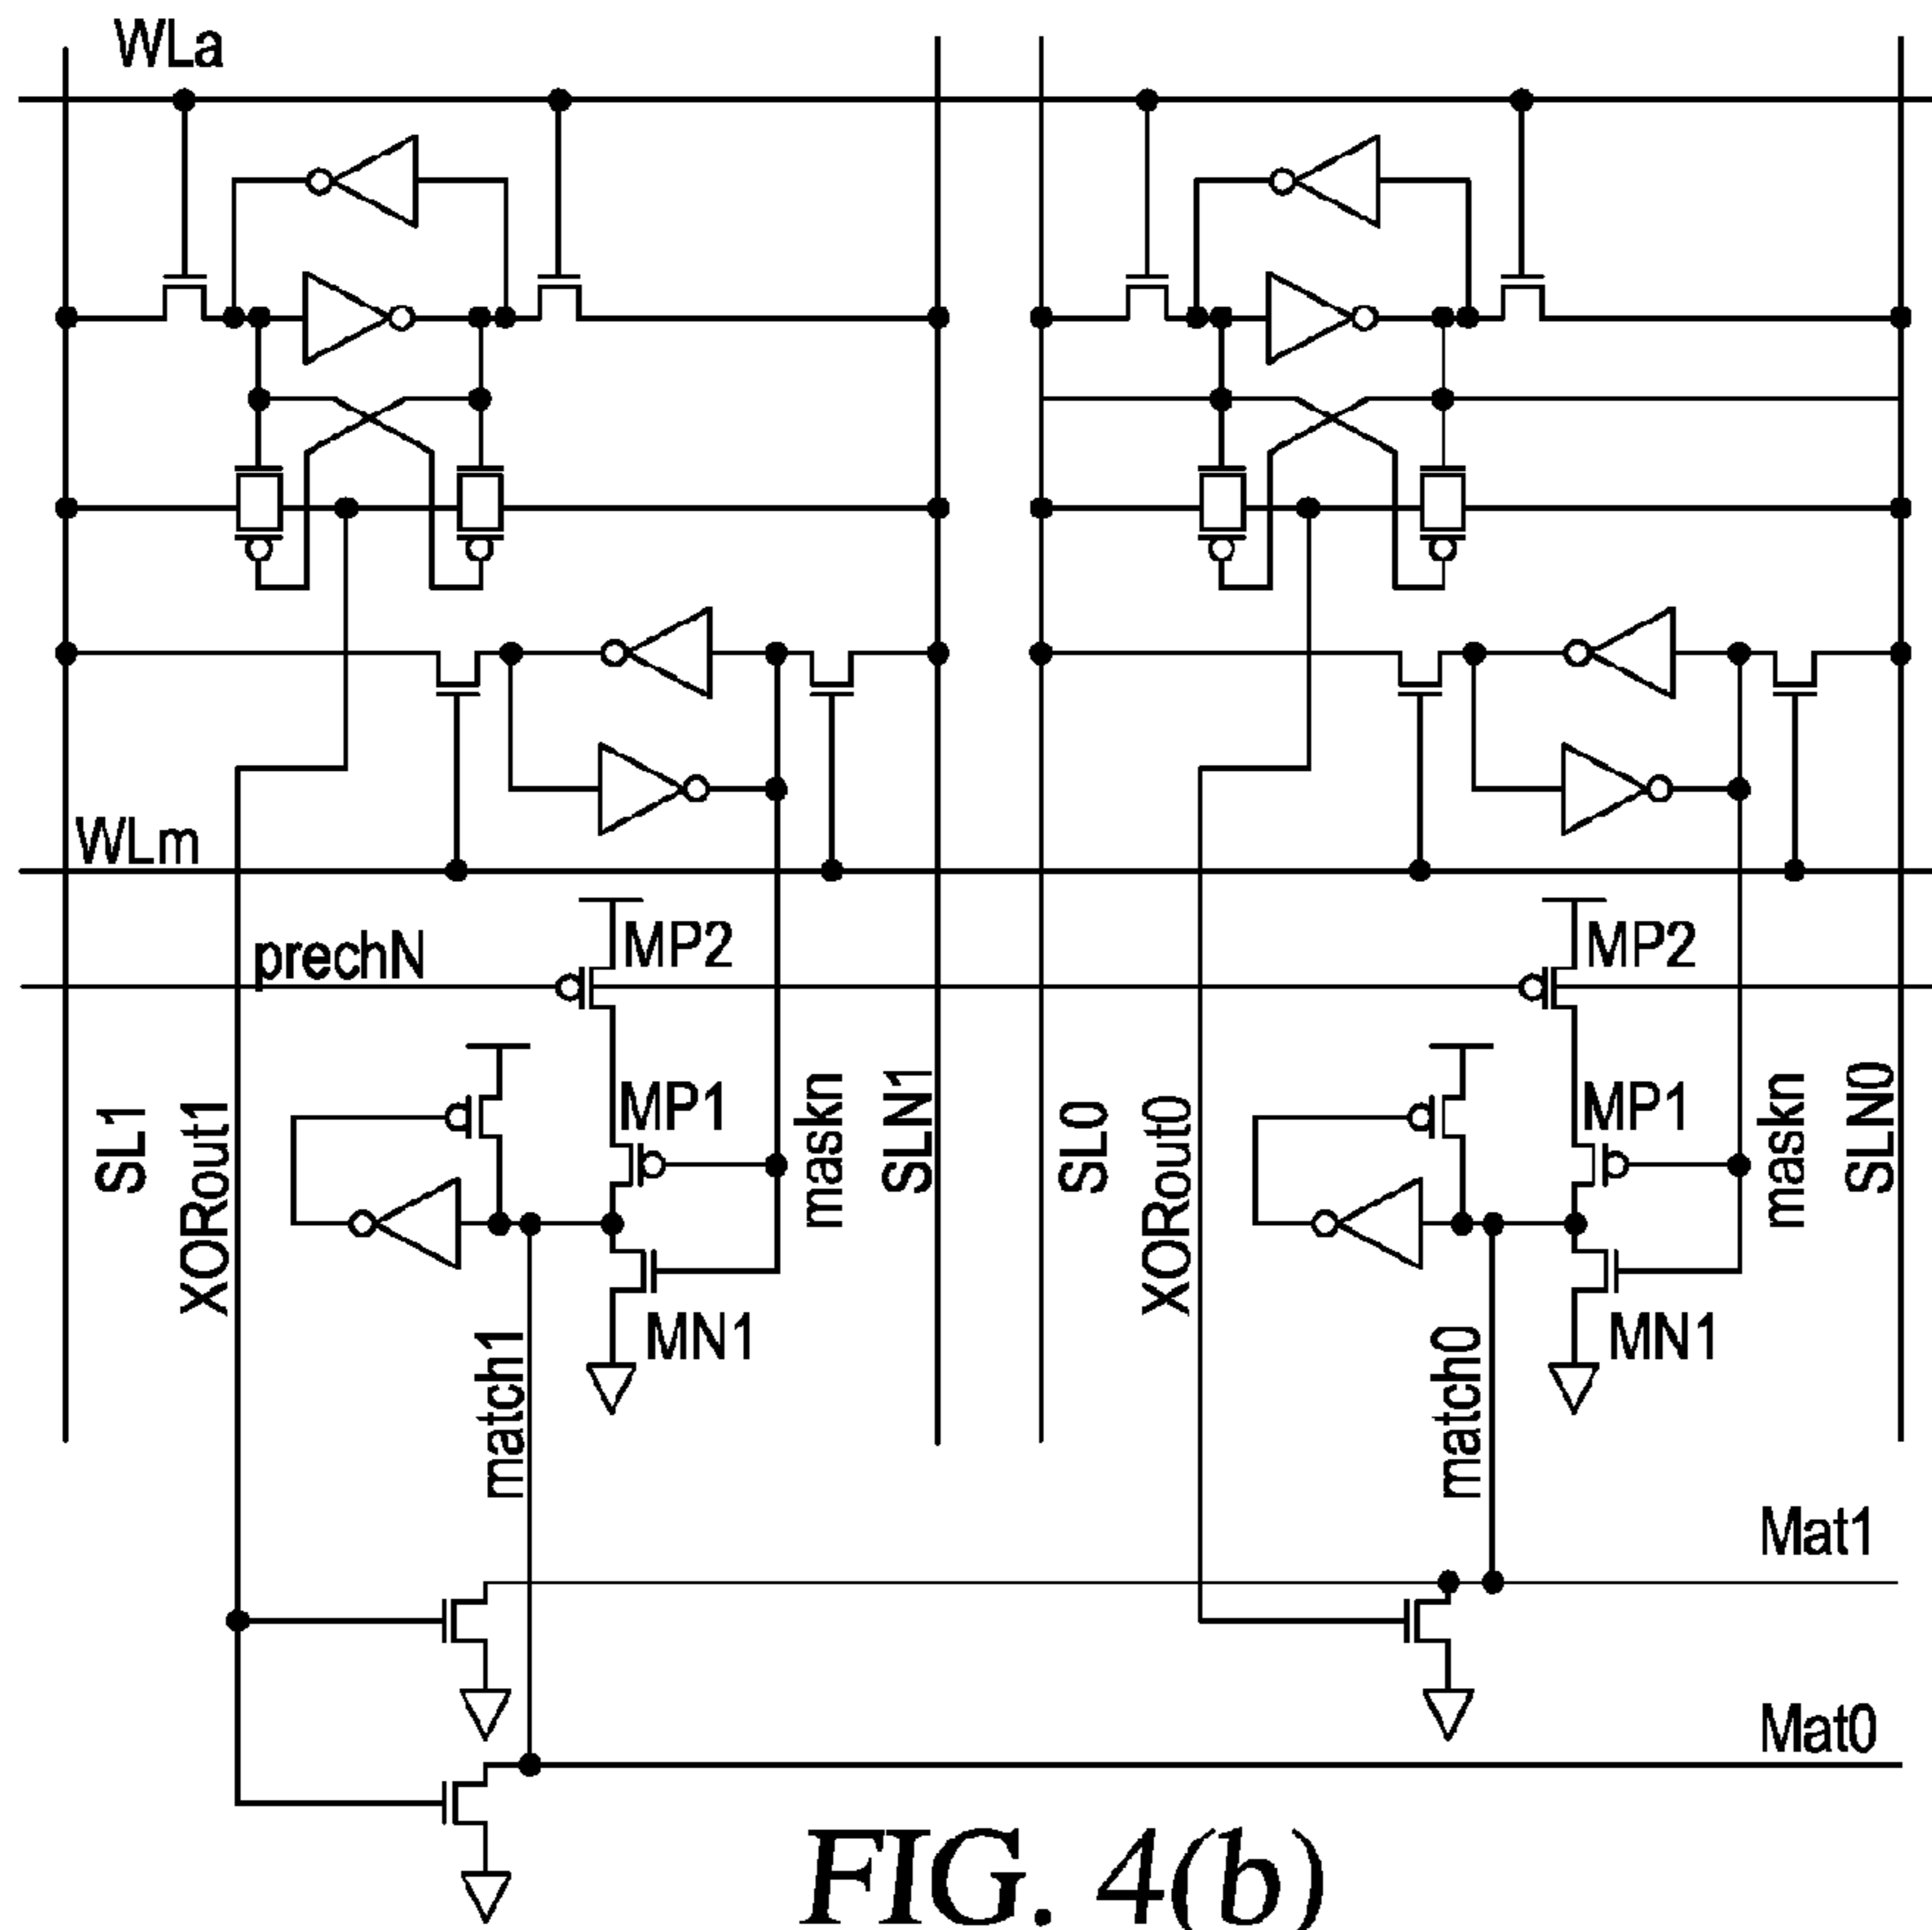 WLa
WLm
prechN
MP2
MP2
MP1
MP1
SL1
XORout1
maskn
SLN1
SL0
XORout0
maskn
SLN0
MN1
MN1
match1
match0
Mat1
Mat0
FIG. 4(b)